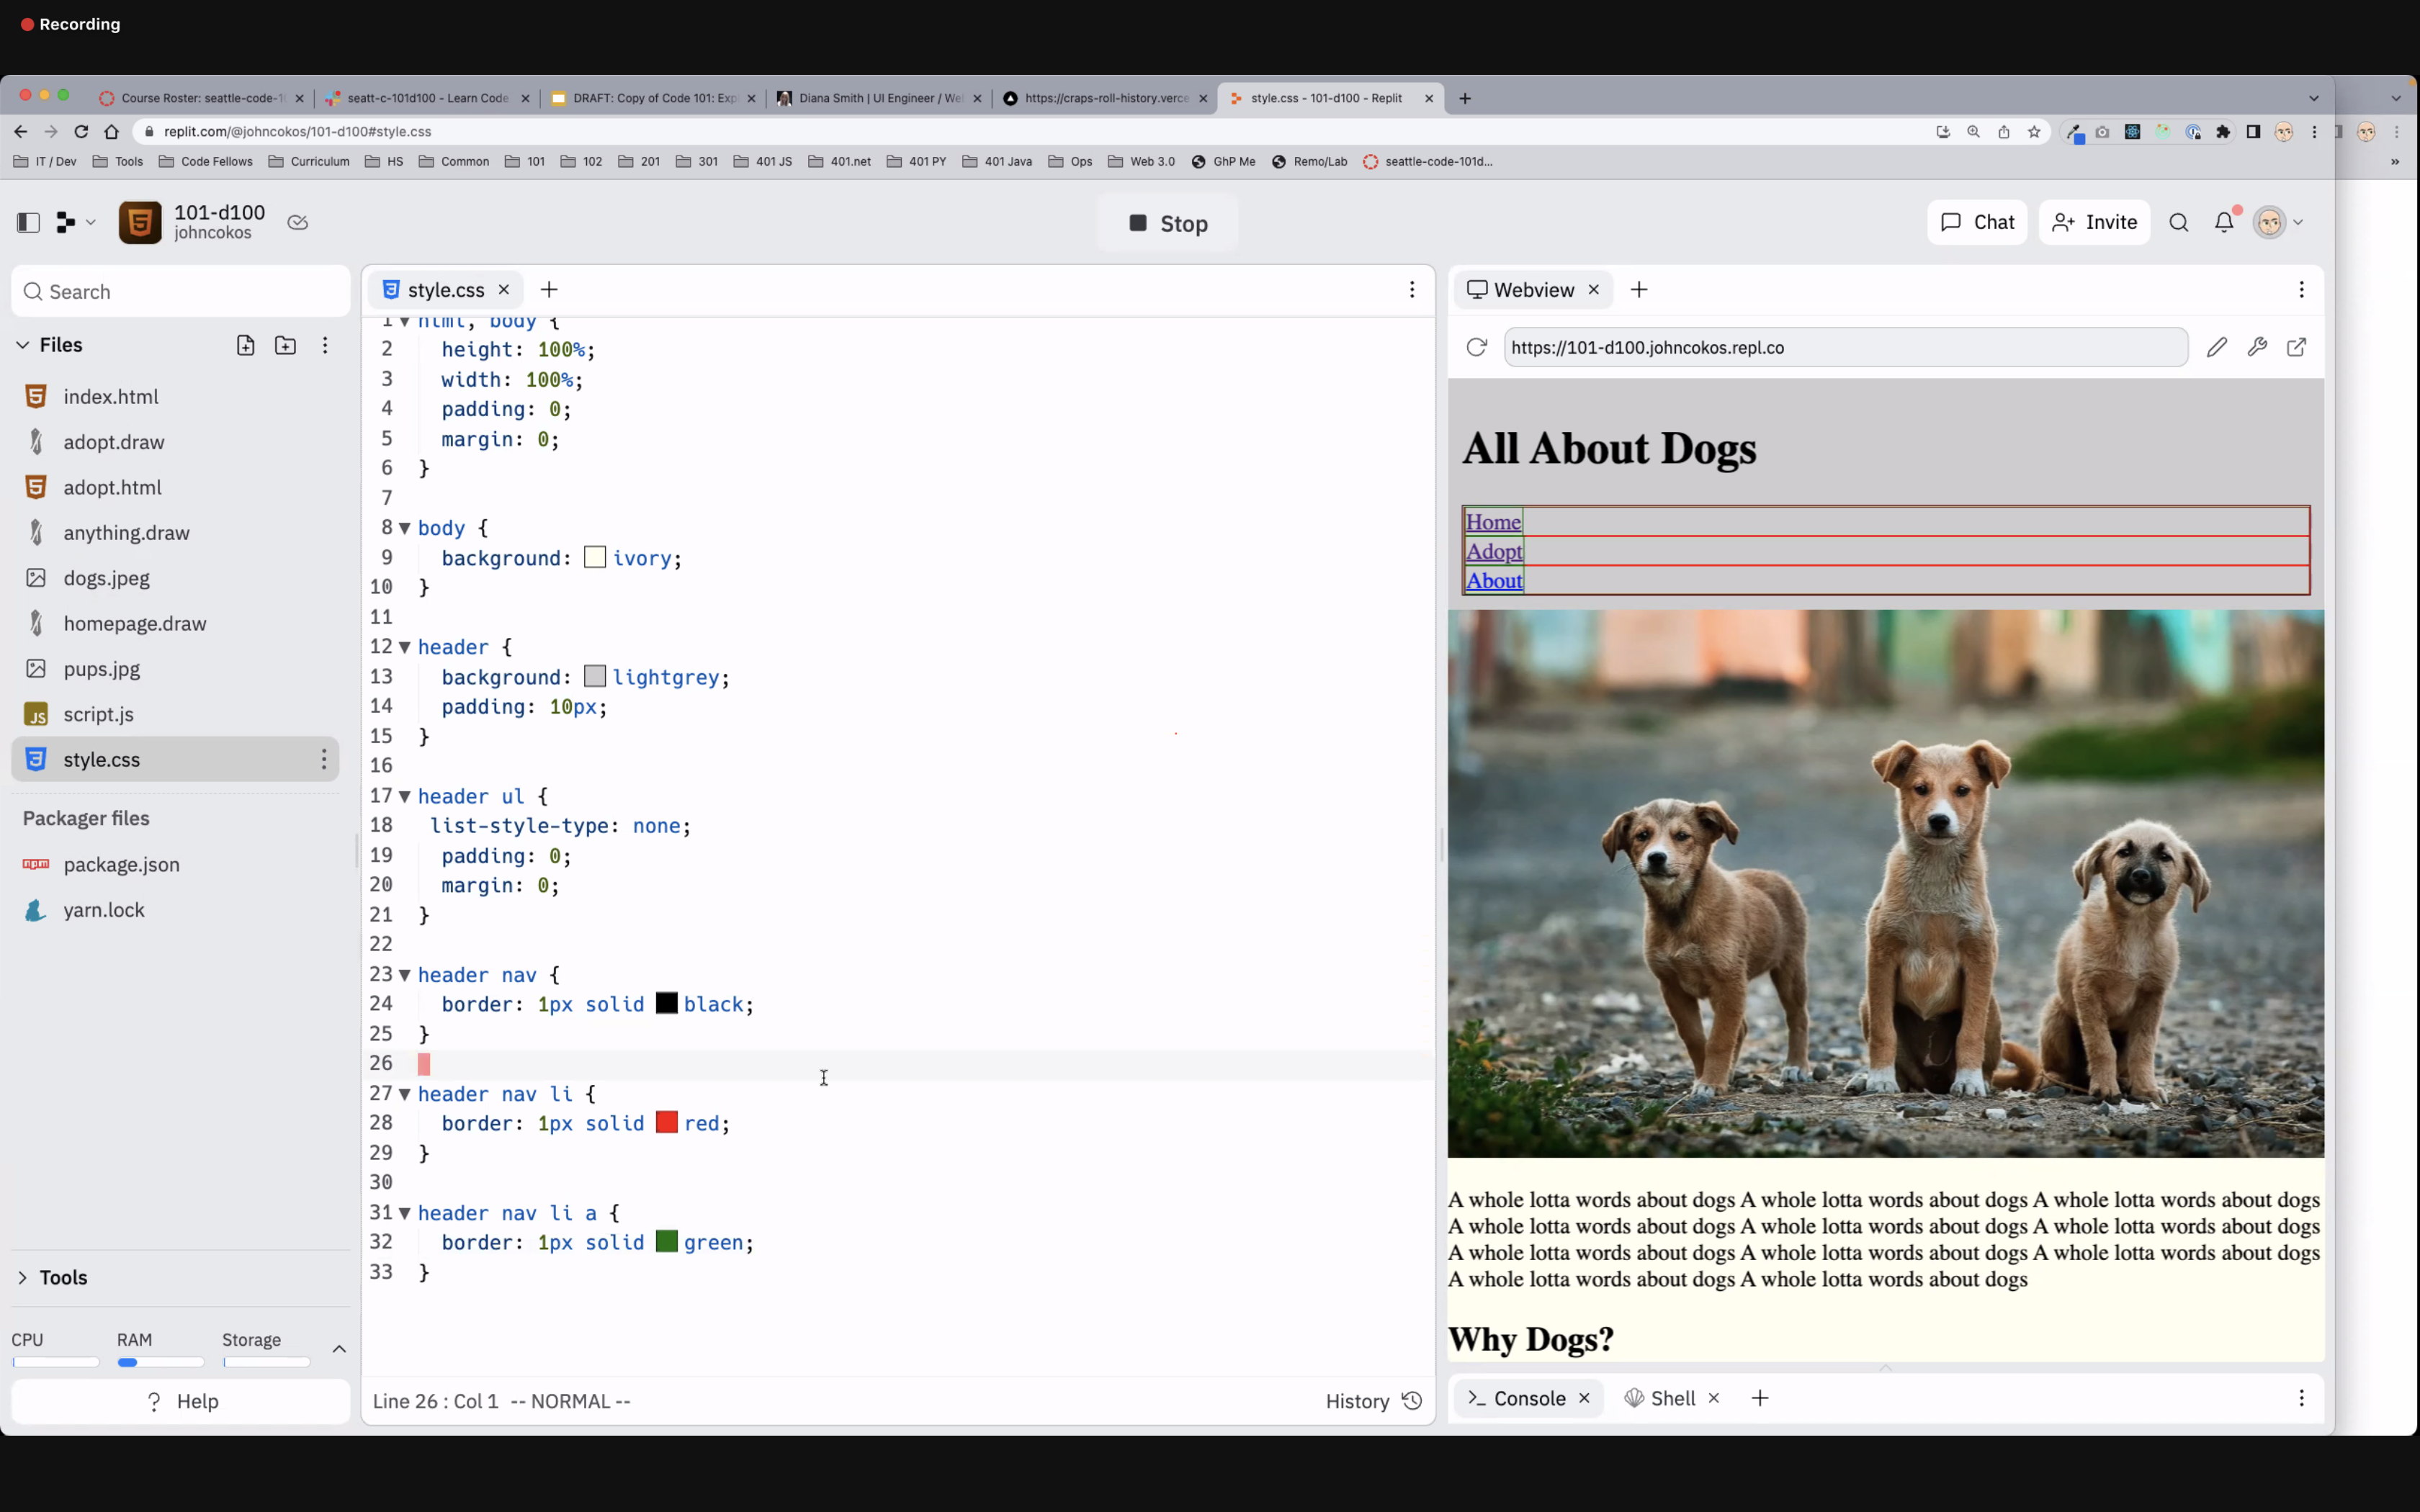 Recording
Course Roster: seattle-code-1
seatt-c-101d100 - Learn Code
DRAFT: Copy of Code 101: Exp
Diana Smith | UI Engineer / We
https://craps-roll-history.verce
style.css - 101-d100 - Replit
replit.com/@johncokos/101-d100#style.css
IT / Dev Tools Code Fellows Curriculum HS Common 101 102 201 301 401 JS 401.net 401 PY 401 Java Ops Web 3.0 GhP Me Remo/Lab seattle-code-101d...
101-d100
johncokos
Stop
Chat
Invite
Search
Files
index.html
adopt.draw
adopt.html
anything.draw
dogs.jpeg
homepage.draw
pups.jpg
script.js
style.css
Packager files
package.json
yarn.lock
Tools
CPU RAM Storage
Help
style.css
1 html, body {
2 height: 100%;
3 width: 100%;
4 padding: 0;
5 margin: 0;
6 }
7
8 body {
9 background: ivory;
10 }
11
12 header {
13 background: lightgrey;
14 padding: 10px;
15 }
16
17 header ul {
18 list-style-type: none;
19 padding: 0;
20 margin: 0;
21 }
22
23 header nav {
24 border: 1px solid black;
25 }
26
27 header nav li {
28 border: 1px solid red;
29 }
30
31 header nav li a {
32 border: 1px solid green;
33 }
Line 26 : Col 1 -- NORMAL --
History
Webview
https://101-d100.johncokos.repl.co
All About Dogs
Home
Adopt
About
A whole lotta words about dogs A whole lotta words about dogs A whole lotta words about dogs
A whole lotta words about dogs A whole lotta words about dogs A whole lotta words about dogs
A whole lotta words about dogs A whole lotta words about dogs A whole lotta words about dogs
A whole lotta words about dogs A whole lotta words about dogs
Why Dogs?
Console
Shell